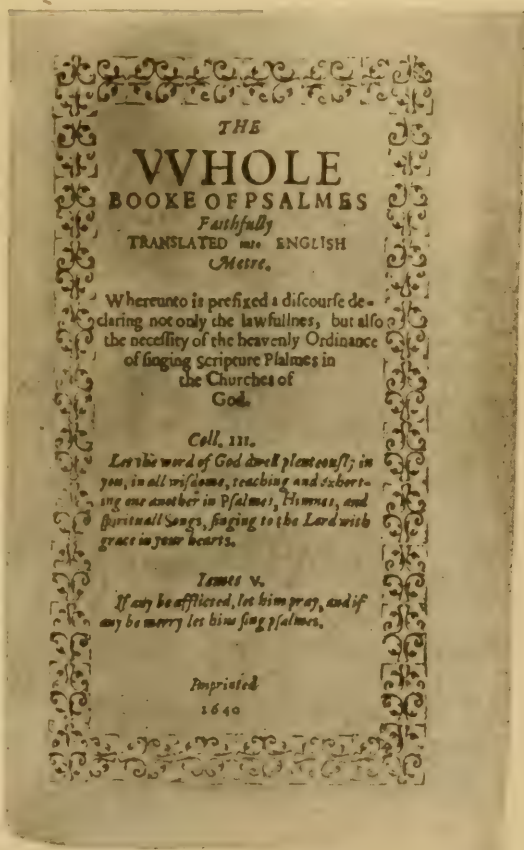 THE
VVHOLE
BOOKE OF PSALMES
Faithfully
TRANSLATED into ENGLISH
Metre.
Whereunto is prefixed a diſcourſe de-
claring not only the lawfullnes, but alſo
the neceſſity of the heavenly Ordinance
of ſinging Scripture Pſalmes in
the Churches of
God.
Coll. III.
Let the word of God dwell plenteouſly in
you, in all wiſdome, teaching and exhort-
ing one another in Pſalmes, Himnes, and
ſpirituall Songs, ſinging to the Lord with
grace in your hearts.
Iames V.
If any be afflicted, let him pray, and if
any be merry let him ſing pſalmes.
Imprinted
1640